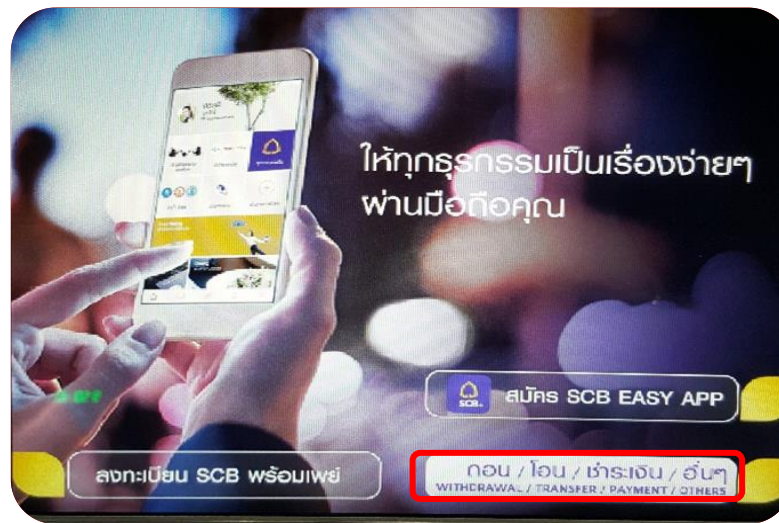 ให้ทุกธุรกรรมเป็นเรื่องง่ายๆ
ผ่านมือถือคุณ
SCB
สมัคร SCB EASY APP
ลงทะเบียน SCB พร้อมเพย์
ถอน / โอน / ชำระเงิน / อื่นๆ
WITHDRAWAL / TRANSFER / PAYMENT / OTHERS